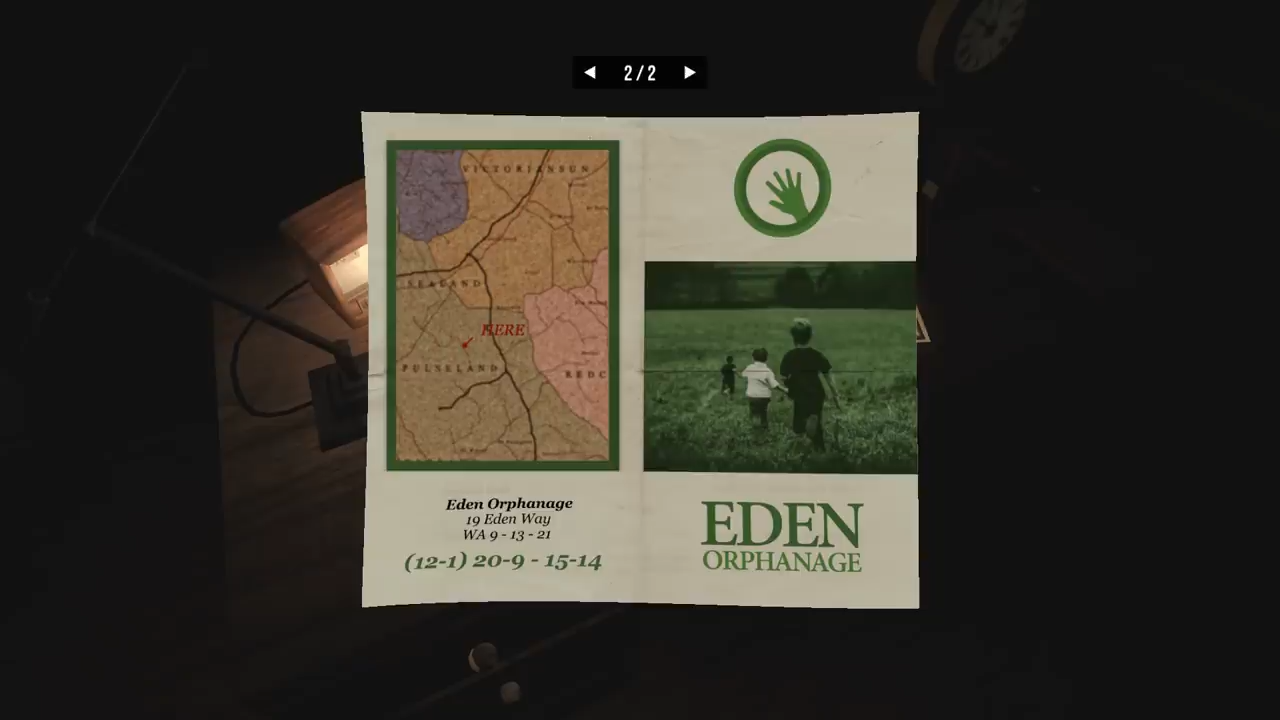 2/2
VICTORIANSUN
SEALAND
HERE
PULSELAND
REDC
Eden Orphanage
19 Eden Way
WA 9 - 13 - 21
(12-1) 20-9 - 15-14
EDEN
ORPHANAGE